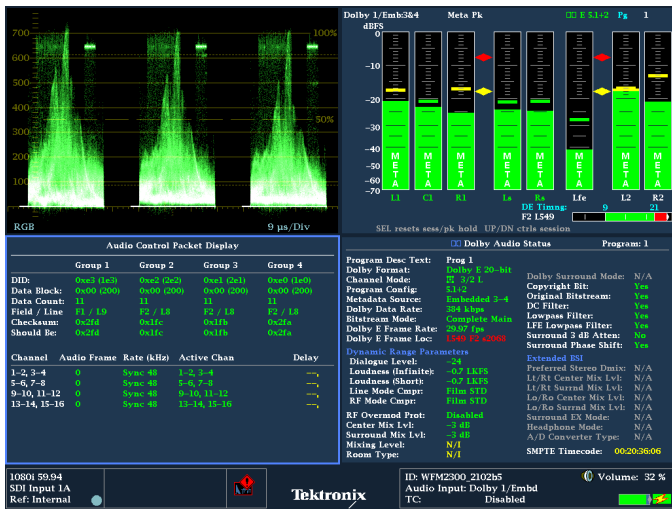 700
100%
600
500
400
50%
300
200
100
RGB
9 µs/Div
Dolby 1/Emb:3&4 Meta Pk E 5.1+2 Pg 1
dBFS
0
0
-10
-10
-20
-20
-30
-30
-40
-40
-50
-50
-60
-60
-70
-70
META META META META META META META META
L1 C1 R1 Ls Rs Lfe L2 R2
DE Timng: 9 21
F2 L549
SEL resets sess/pk hold UP/DN ctrls session
Audio Control Packet Display
Group 1 Group 2 Group 3 Group 4
DID: 0xe3 (1e3) 0xe2 (2e2) 0xe1 (2e1) 0xe0 (1e0)
Data Block: 0x00 (200) 0x00 (200) 0x00 (200) 0x00 (200)
Data Count: 11 11 11 11
Field / Line F1 / L9 F2 / L8 F2 / L8 F2 / L8
Checksum: 0x2fd 0x1fc 0x1fb 0x2fa
Should Be: 0x2fd 0x1fc 0x1fb 0x2fa
Channel Audio Frame Rate (kHz) Active Chan Delay
1-2, 3-4 0 Sync 48 1-2, 3-4 --,
5-6, 7-8 0 Sync 48 5-6, 7-8 --,
9-10, 11-12 0 Sync 48 9-10, 11-12 --,
13-14, 15-16 0 Sync 48 13-14, 15-16 --,
Dolby Audio Status Program: 1
Program Desc Text: Prog 1
Dolby Format: Dolby E 20-bit
Channel Mode: 3/2 L
Program Config: 5.1+2
Metadata Source: Embedded 3-4
Dolby Data Rate: 384 kbps
Bitstream Mode: Complete Main
Dolby E Frame Rate: 29.97 fps
Dolby E Frame Loc: L549 F2 s2008
Dynamic Range Parameters
Dialogue Level: -24
Loudness (Infinite): -0.7 LKFS
Loudness (Short): -0.7 LKFS
Line Mode Cmpr: Film STD
RF Mode Cmpr: Film STD
RF Overmod Prot: Disabled
Center Mix Lvl: -3 dB
Surround Mix Lvl: -3 dB
Mixing Level: N/I
Room Type: N/I
Dolby Surround Mode: N/A
Copyright Bit: Yes
Original Bitstream: Yes
DC Filter: Yes
Lowpass Filter: Yes
LFE Lowpass Filter: Yes
Surround 3 dB Atten: No
Surround Phase Shift: Yes
Extended BSI
Preferred Stereo Dmix: N/A
Lt/Rt Center Mix Lvl: N/A
Lt/Rt Surrnd Mix Lvl: N/A
Lo/Ro Center Mix Lvl: N/A
Lo/Ro Surrnd Mix Lvl: N/A
Surround EX Mode: N/A
Headphone Mode: N/A
A/D Converter Type: N/A
SMPTE Timecode: 00:20:36:06
1080i 59.94
SDI Input 1A
Ref: Internal
Tektronix
ID: WFM2300_2102b5
Audio Input: Dolby 1/Embd
TC: Disabled
Volume: 32 %